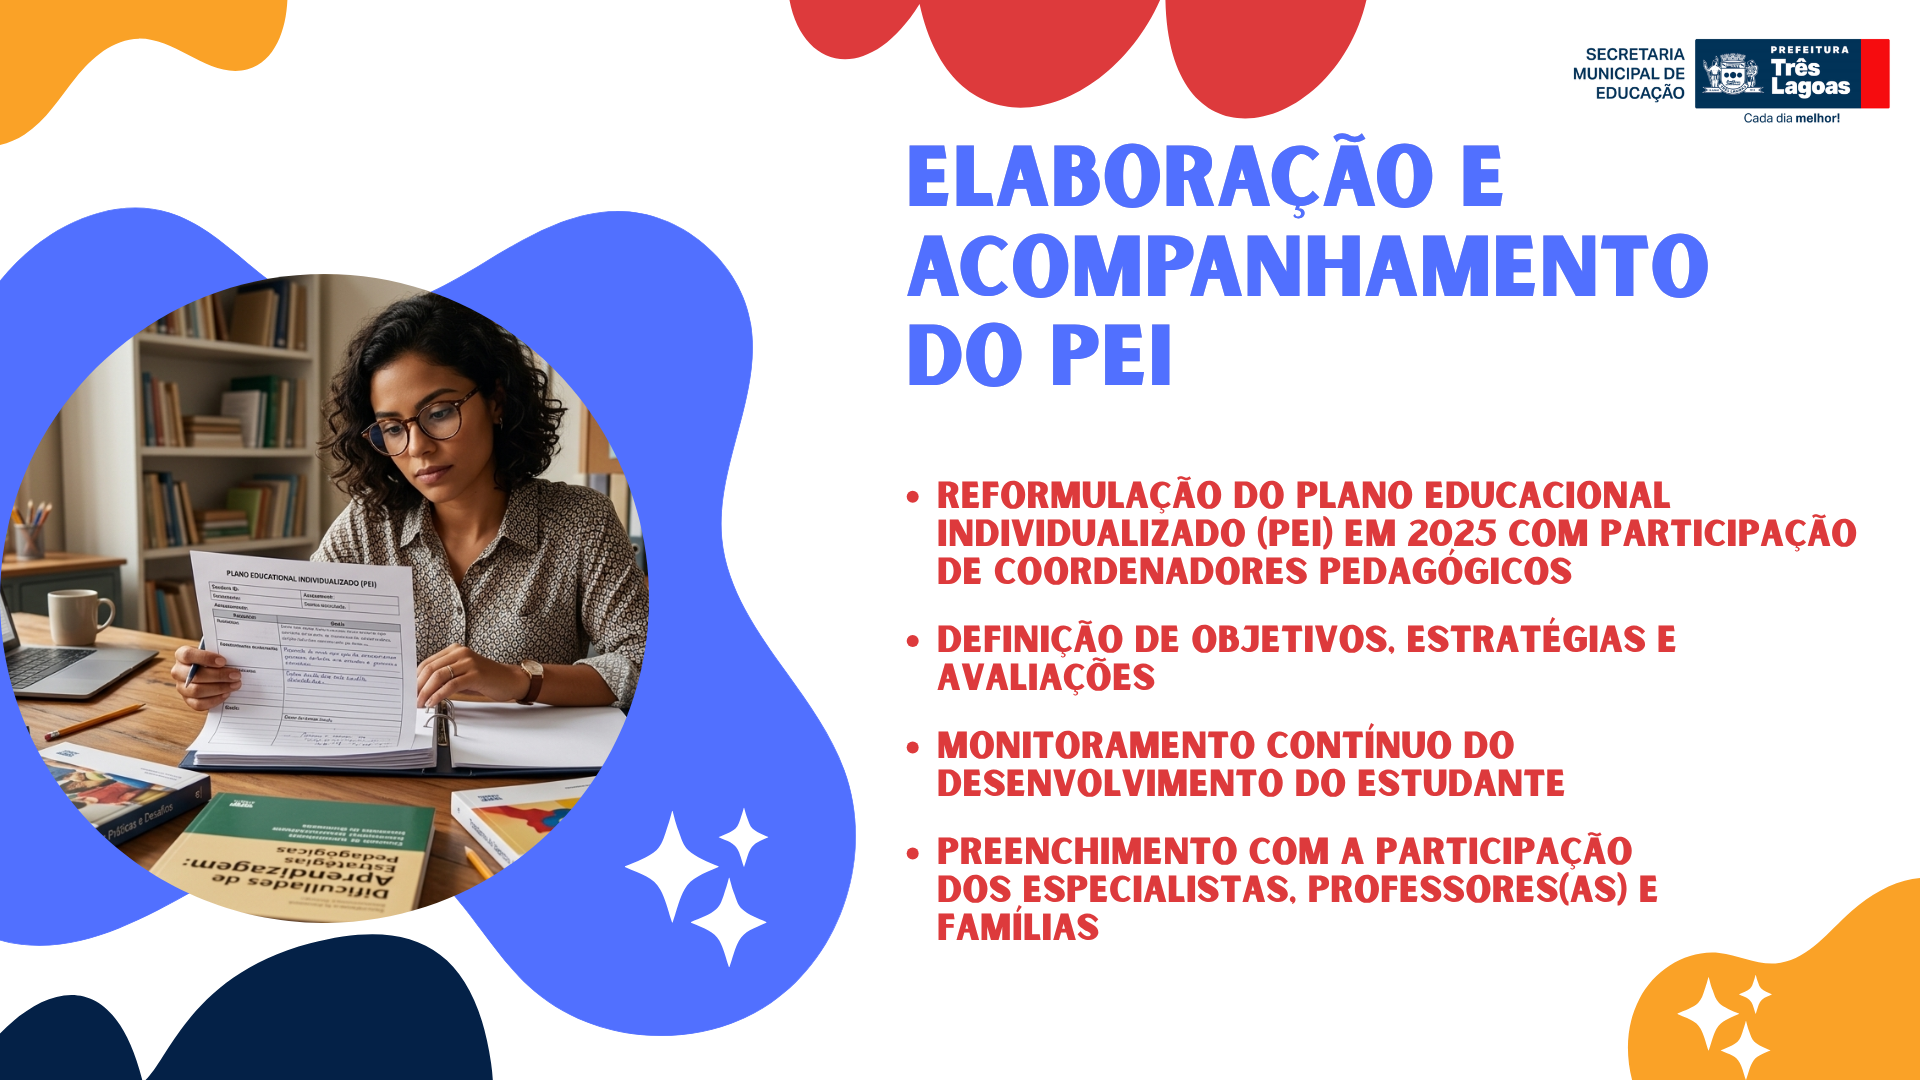 SECRETARIA
MUNICIPAL DE
EDUCAÇÃO
PREFEITURA
Três
Lagoas
Cada dia melhor!
ELABORAÇÃO E
ACOMPANHAMENTO
DO PEI
• REFORMULAÇÃO DO PLANO EDUCACIONAL
INDIVIDUALIZADO (PEI) EM 2025 COM PARTICIPAÇÃO
DE COORDENADORES PEDAGÓGICOS
• DEFINIÇÃO DE OBJETIVOS, ESTRATÉGIAS E
AVALIAÇÕES
• MONITORAMENTO CONTÍNUO DO
DESENVOLVIMENTO DO ESTUDANTE
• PREENCHIMENTO COM A PARTICIPAÇÃO
DOS ESPECIALISTAS, PROFESSORES(AS) E
FAMÍLIAS
PLANO EDUCATIONAL INDIVIDUALIZADO (PEI)
Práticas e Desafios
Dificullades de
Aprendizagem:
Estratégias
Pedagógicas